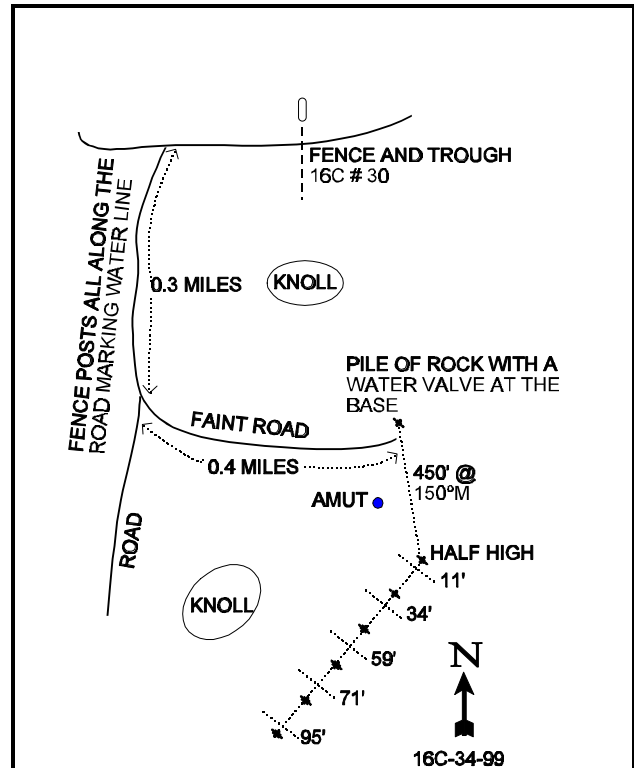 FENCE AND TROUGH
16C # 30
FENCE POSTS ALL ALONG THE
ROAD MARKING WATER LINE
0.3 MILES
KNOLL
PILE OF ROCK WITH A
WATER VALVE AT THE
BASE
FAINT ROAD
0.4 MILES
450' @
150ºM
AMUT
ROAD
HALF HIGH
11'
KNOLL
34'
59'
71'
95'
N
16C-34-99